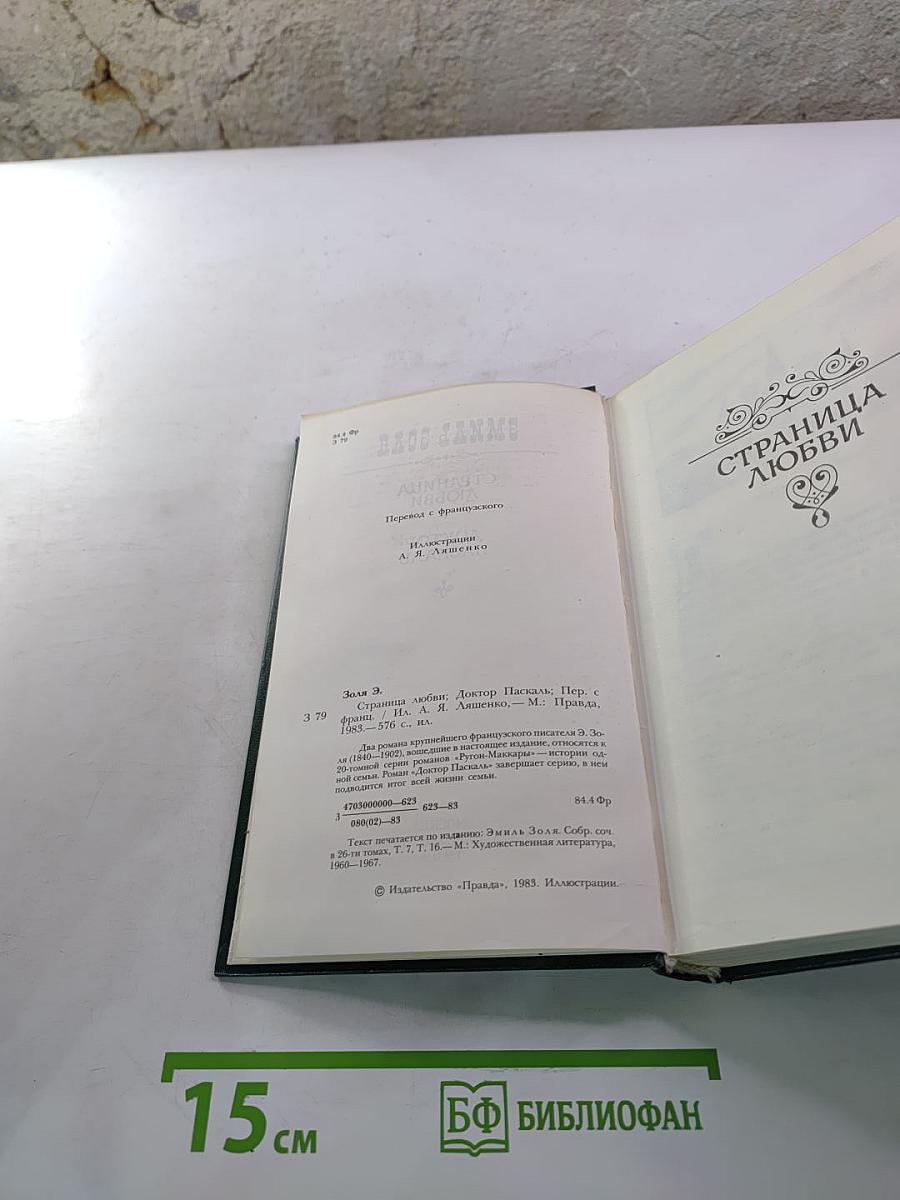 84.4 Фр
З 79
Перевод с французского
Иллюстрации
А. Я. Ляшенко
Золя Э.
З 79
Страница любви; Доктор Паскаль; Пер. с
франц. / Ил. А. Я. Ляшенко,— М.: Правда,
1983.—576 с., ил.
Два романа крупнейшего французского писателя Э. Зо-
ля (1840—1902), вошедшие в настоящее издание, относятся к
20-томной серии романов «Ругон-Маккары»—истории од-
ной семьи. Роман «Доктор Паскаль» завершает серию, в нем
подводится итог всей жизни семьи.
З 4703000000—623
080(02)—83
623—83
84.4 Фр
Текст печатается по изданию: Эмиль Золя. Собр. соч.
в 26-ти томах, Т. 7, Т. 16.—М.: Художественная литература,
1960—1967.
© Издательство «Правда», 1983. Иллюстрации.
СТРАНИЦА
ЛЮБВИ
15 см
БФ БИБЛИОФАН